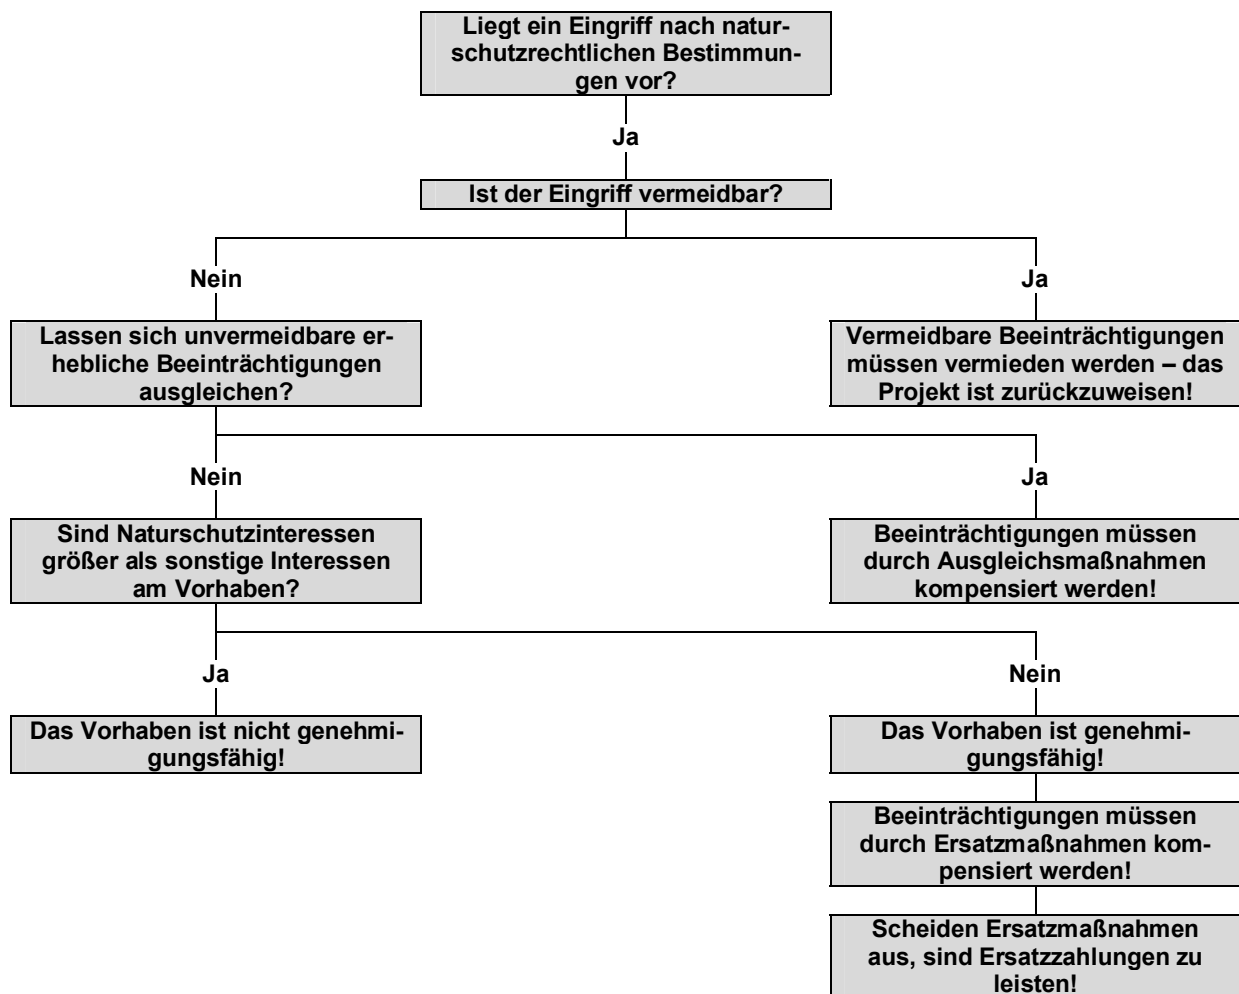 Liegt ein Eingriff nach natur-
schutzrechtlichen Bestimmun-
gen vor?
Ja
Ist der Eingriff vermeidbar?
Nein
Ja
Lassen sich unvermeidbare er-
hebliche Beeinträchtigungen
ausgleichen?
Vermeidbare Beeinträchtigungen
müssen vermieden werden – das
Projekt ist zurückzuweisen!
Nein
Ja
Sind Naturschutzinteressen
größer als sonstige Interessen
am Vorhaben?
Beeinträchtigungen müssen
durch Ausgleichsmaßnahmen
kompensiert werden!
Ja
Nein
Das Vorhaben ist nicht genehmi-
gungsfähig!
Das Vorhaben ist genehmi-
gungsfähig!
Beeinträchtigungen müssen
durch Ersatzmaßnahmen kom-
pensiert werden!
Scheiden Ersatzmaßnahmen
aus, sind Ersatzzahlungen zu
leisten!